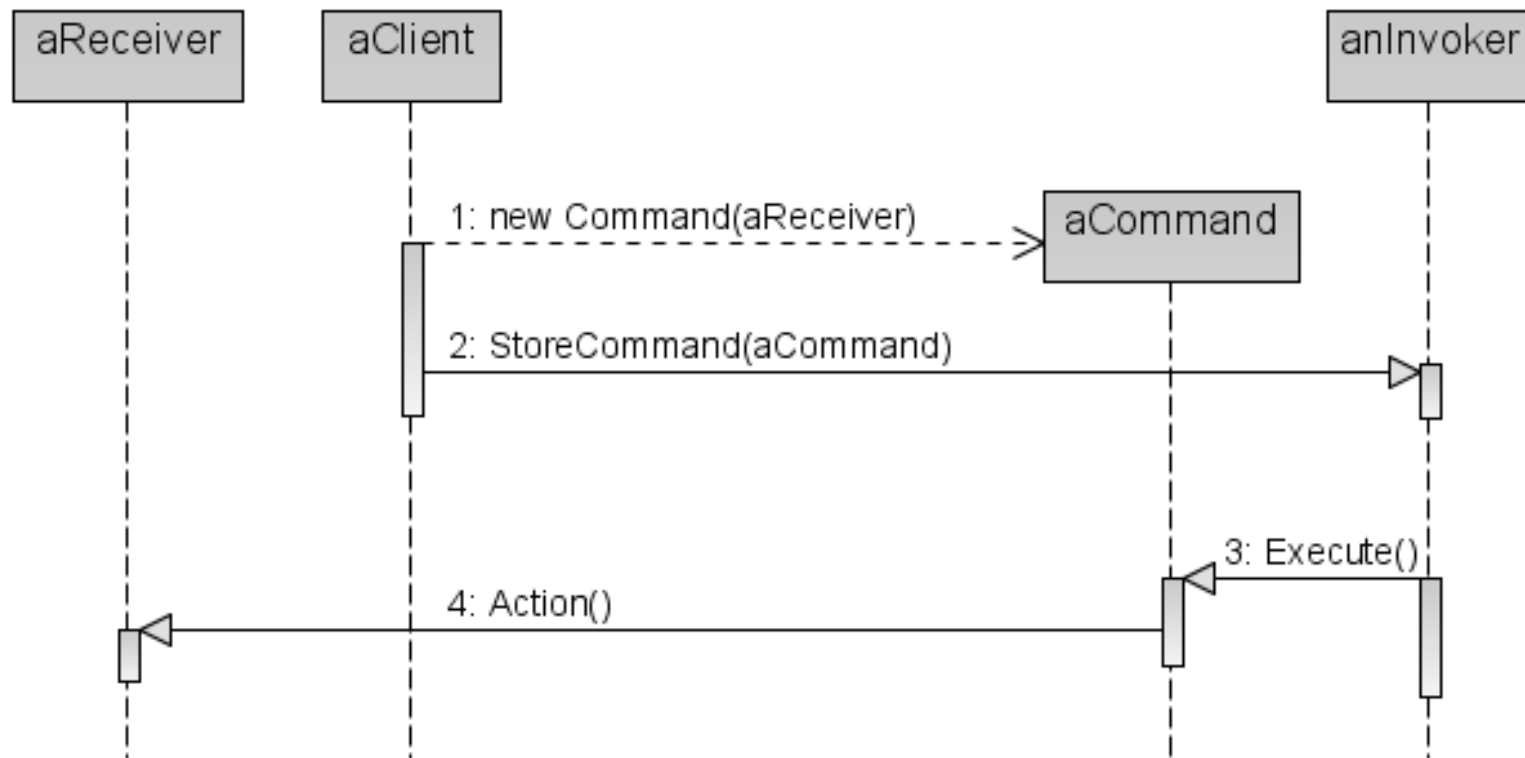 aReceiver
aClient
anInvoker
1: new Command(aReceiver)
aCommand
2: StoreCommand(aCommand)
3: Execute()
4: Action()